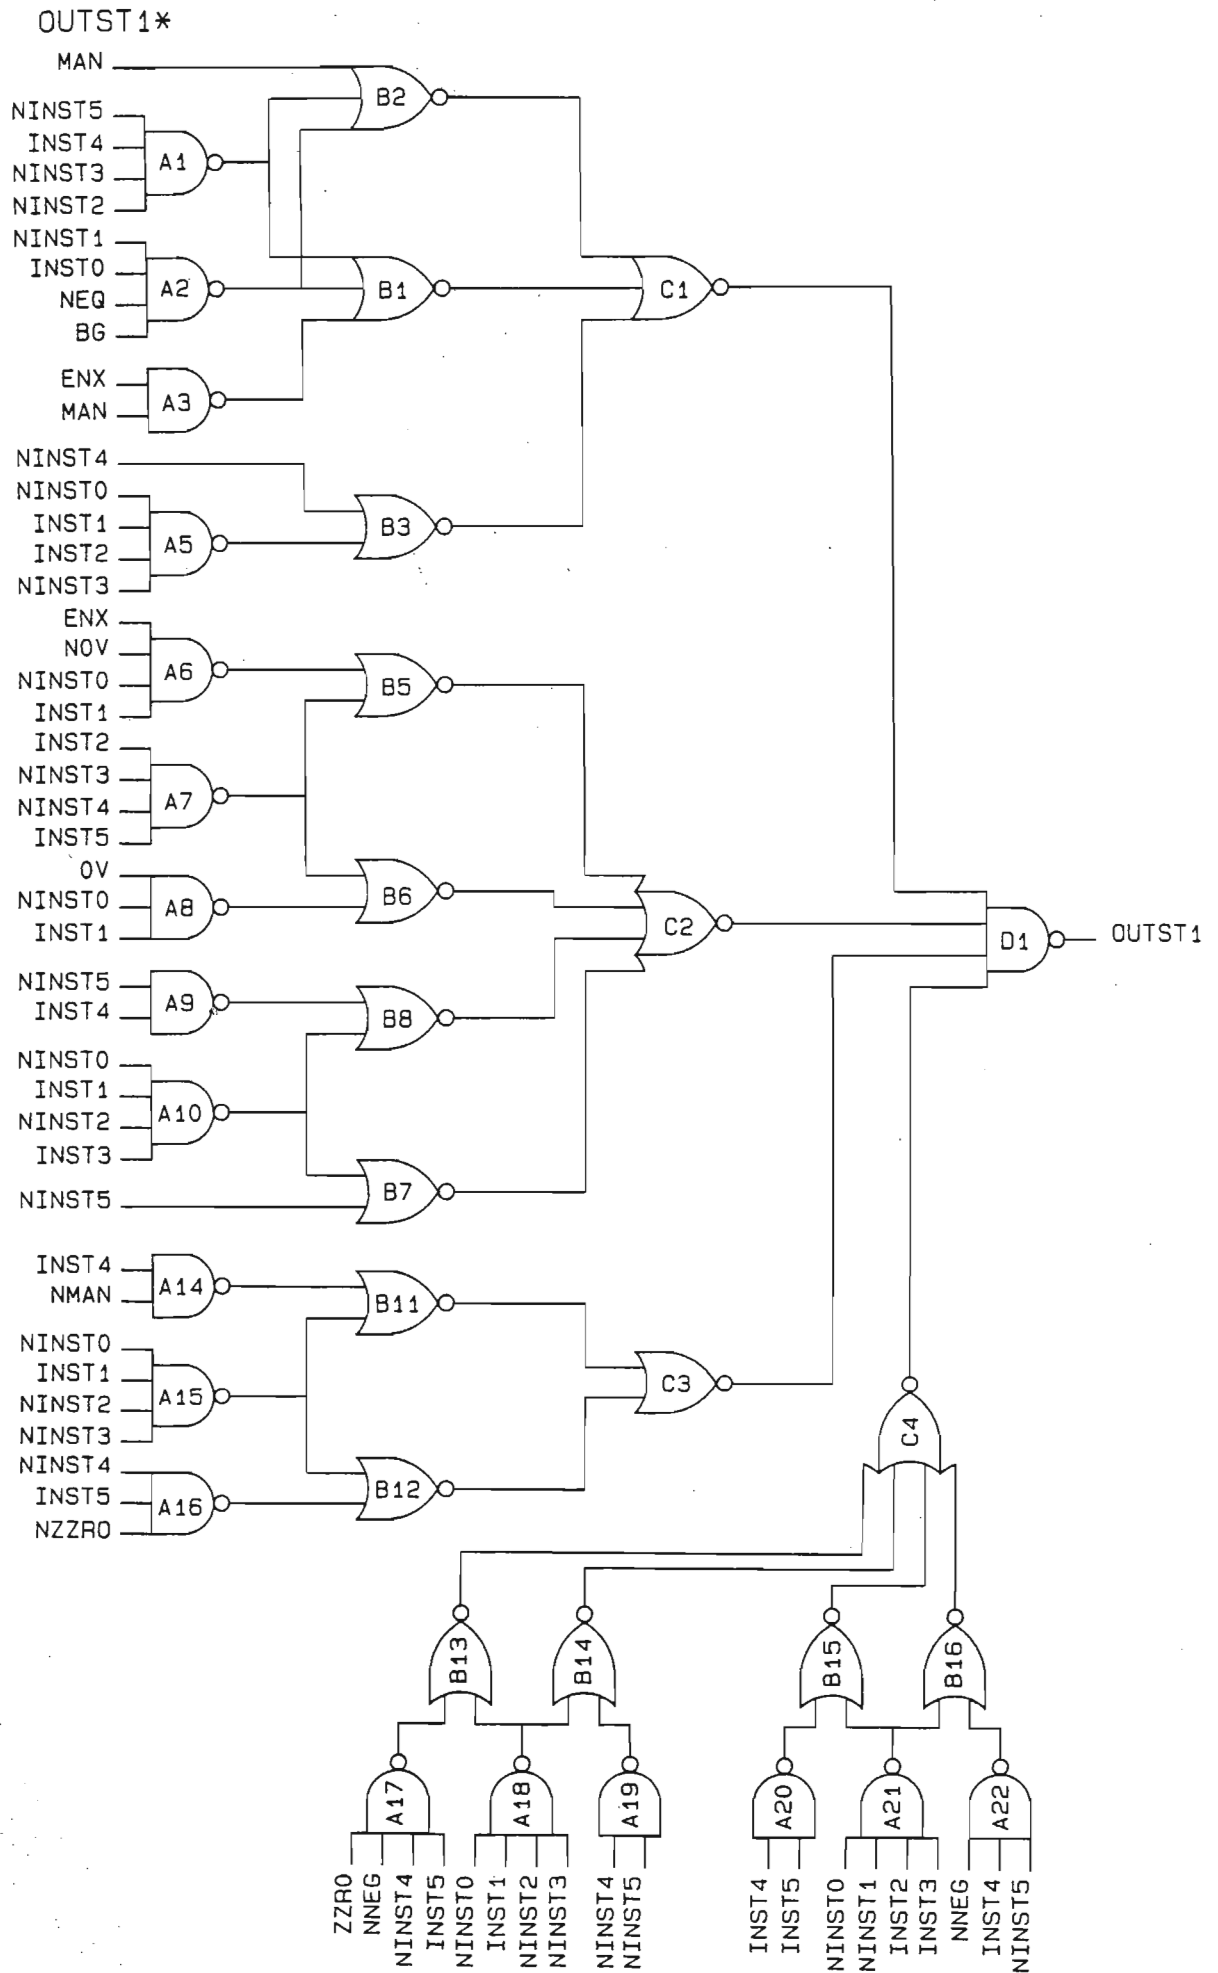 OUTST1*
MAN
B2
NINST5
INST4
A1
NINST3
NINST2
NINST1
INST0
A2
B1
C1
NEQ
BG
ENX
A3
MAN
NINST4
NINST0
INST1
A5
B3
INST2
NINST3
ENX
NOV
A6
B5
NINST0
INST1
INST2
NINST3
A7
NINST4
INST5
OV
NINST0
A8
B6
INST1
C2
D1
OUTST1
NINST5
A9
INST4
B8
NINST0
INST1
A10
NINST2
INST3
NINST5
B7
INST4
A14
NMAN
B11
NINST0
INST1
A15
NINST2
NINST3
C3
C4
NINST4
INST5
A16
B12
NZZRO
B13
B14
B15
B16
A17
A18
A19
A20
A21
A22
ZZRO
NNEG
NINST4
INST5
NINST0
INST1
NINST2
NINST3
NINST4
NINST5
INST4
INST5
NINST0
NINST1
INST2
INST3
NNEG
INST4
NINST5